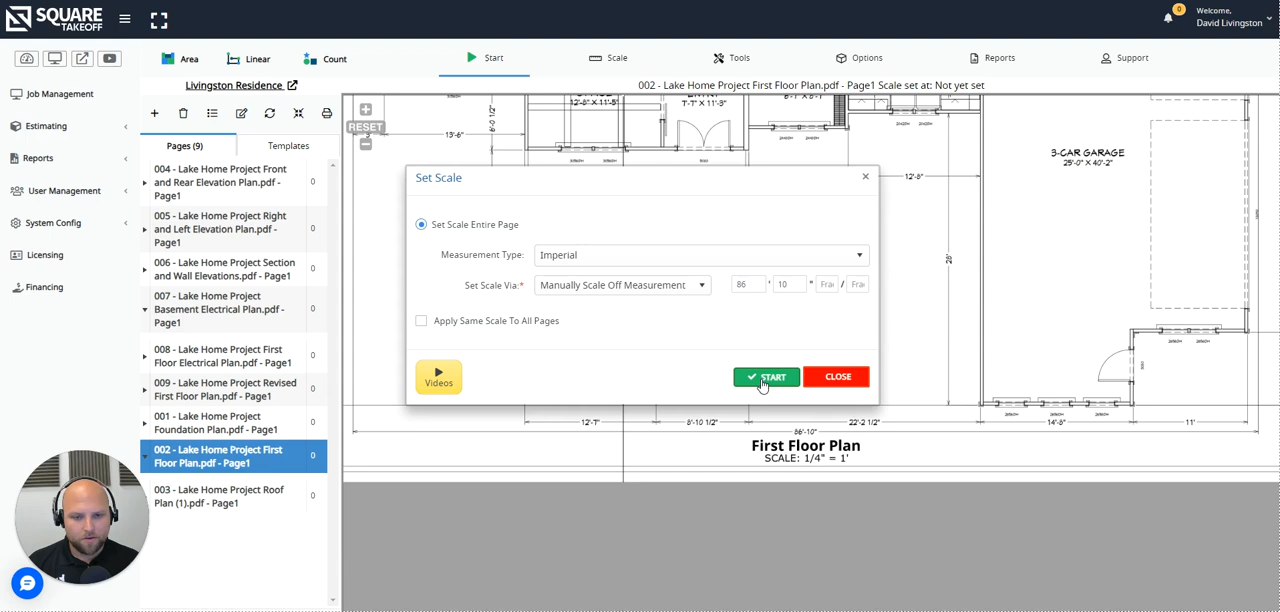 SQUARE
TAKEOFF
0
Welcome,
David Livingston
Area
Linear
Count
Start
Scale
Tools
Options
Reports
Support
Livingston Residence
002 - Lake Home Project First Floor Plan.pdf - Page1 Scale set at: Not yet set
Job Management
Estimating
Reports
User Management
System Config
Licensing
Financing
Pages (9)
Templates
004 - Lake Home Project Front
and Rear Elevation Plan.pdf -
Page1
0
005 - Lake Home Project Right
and Left Elevation Plan.pdf -
Page1
0
006 - Lake Home Project Section
and Wall Elevations.pdf - Page1
0
007 - Lake Home Project
Basement Electrical Plan.pdf -
Page1
0
008 - Lake Home Project First
Floor Electrical Plan.pdf - Page1
0
009 - Lake Home Project Revised
First Floor Plan.pdf - Page1
0
001 - Lake Home Project
Foundation Plan.pdf - Page1
0
002 - Lake Home Project First
Floor Plan.pdf - Page1
0
003 - Lake Home Project Roof
Plan (1).pdf - Page1
0
RESET
13'-6"
12'-6" X 11'-5"
7'-7" X 11'-3"
3-CAR GARAGE
25'-0" X 40'-2"
12'-8"
Set Scale
×
Set Scale Entire Page
Measurement Type:
Imperial
Set Scale Via:*
Manually Scale Off Measurement
86 ' 10 " Frac / Frac
Apply Same Scale To All Pages
Videos
START
CLOSE
12'-7"
8'-10 1/2"
22'-2 1/2"
14'-8"
11'
86'-10"
First Floor Plan
SCALE: 1/4" = 1'